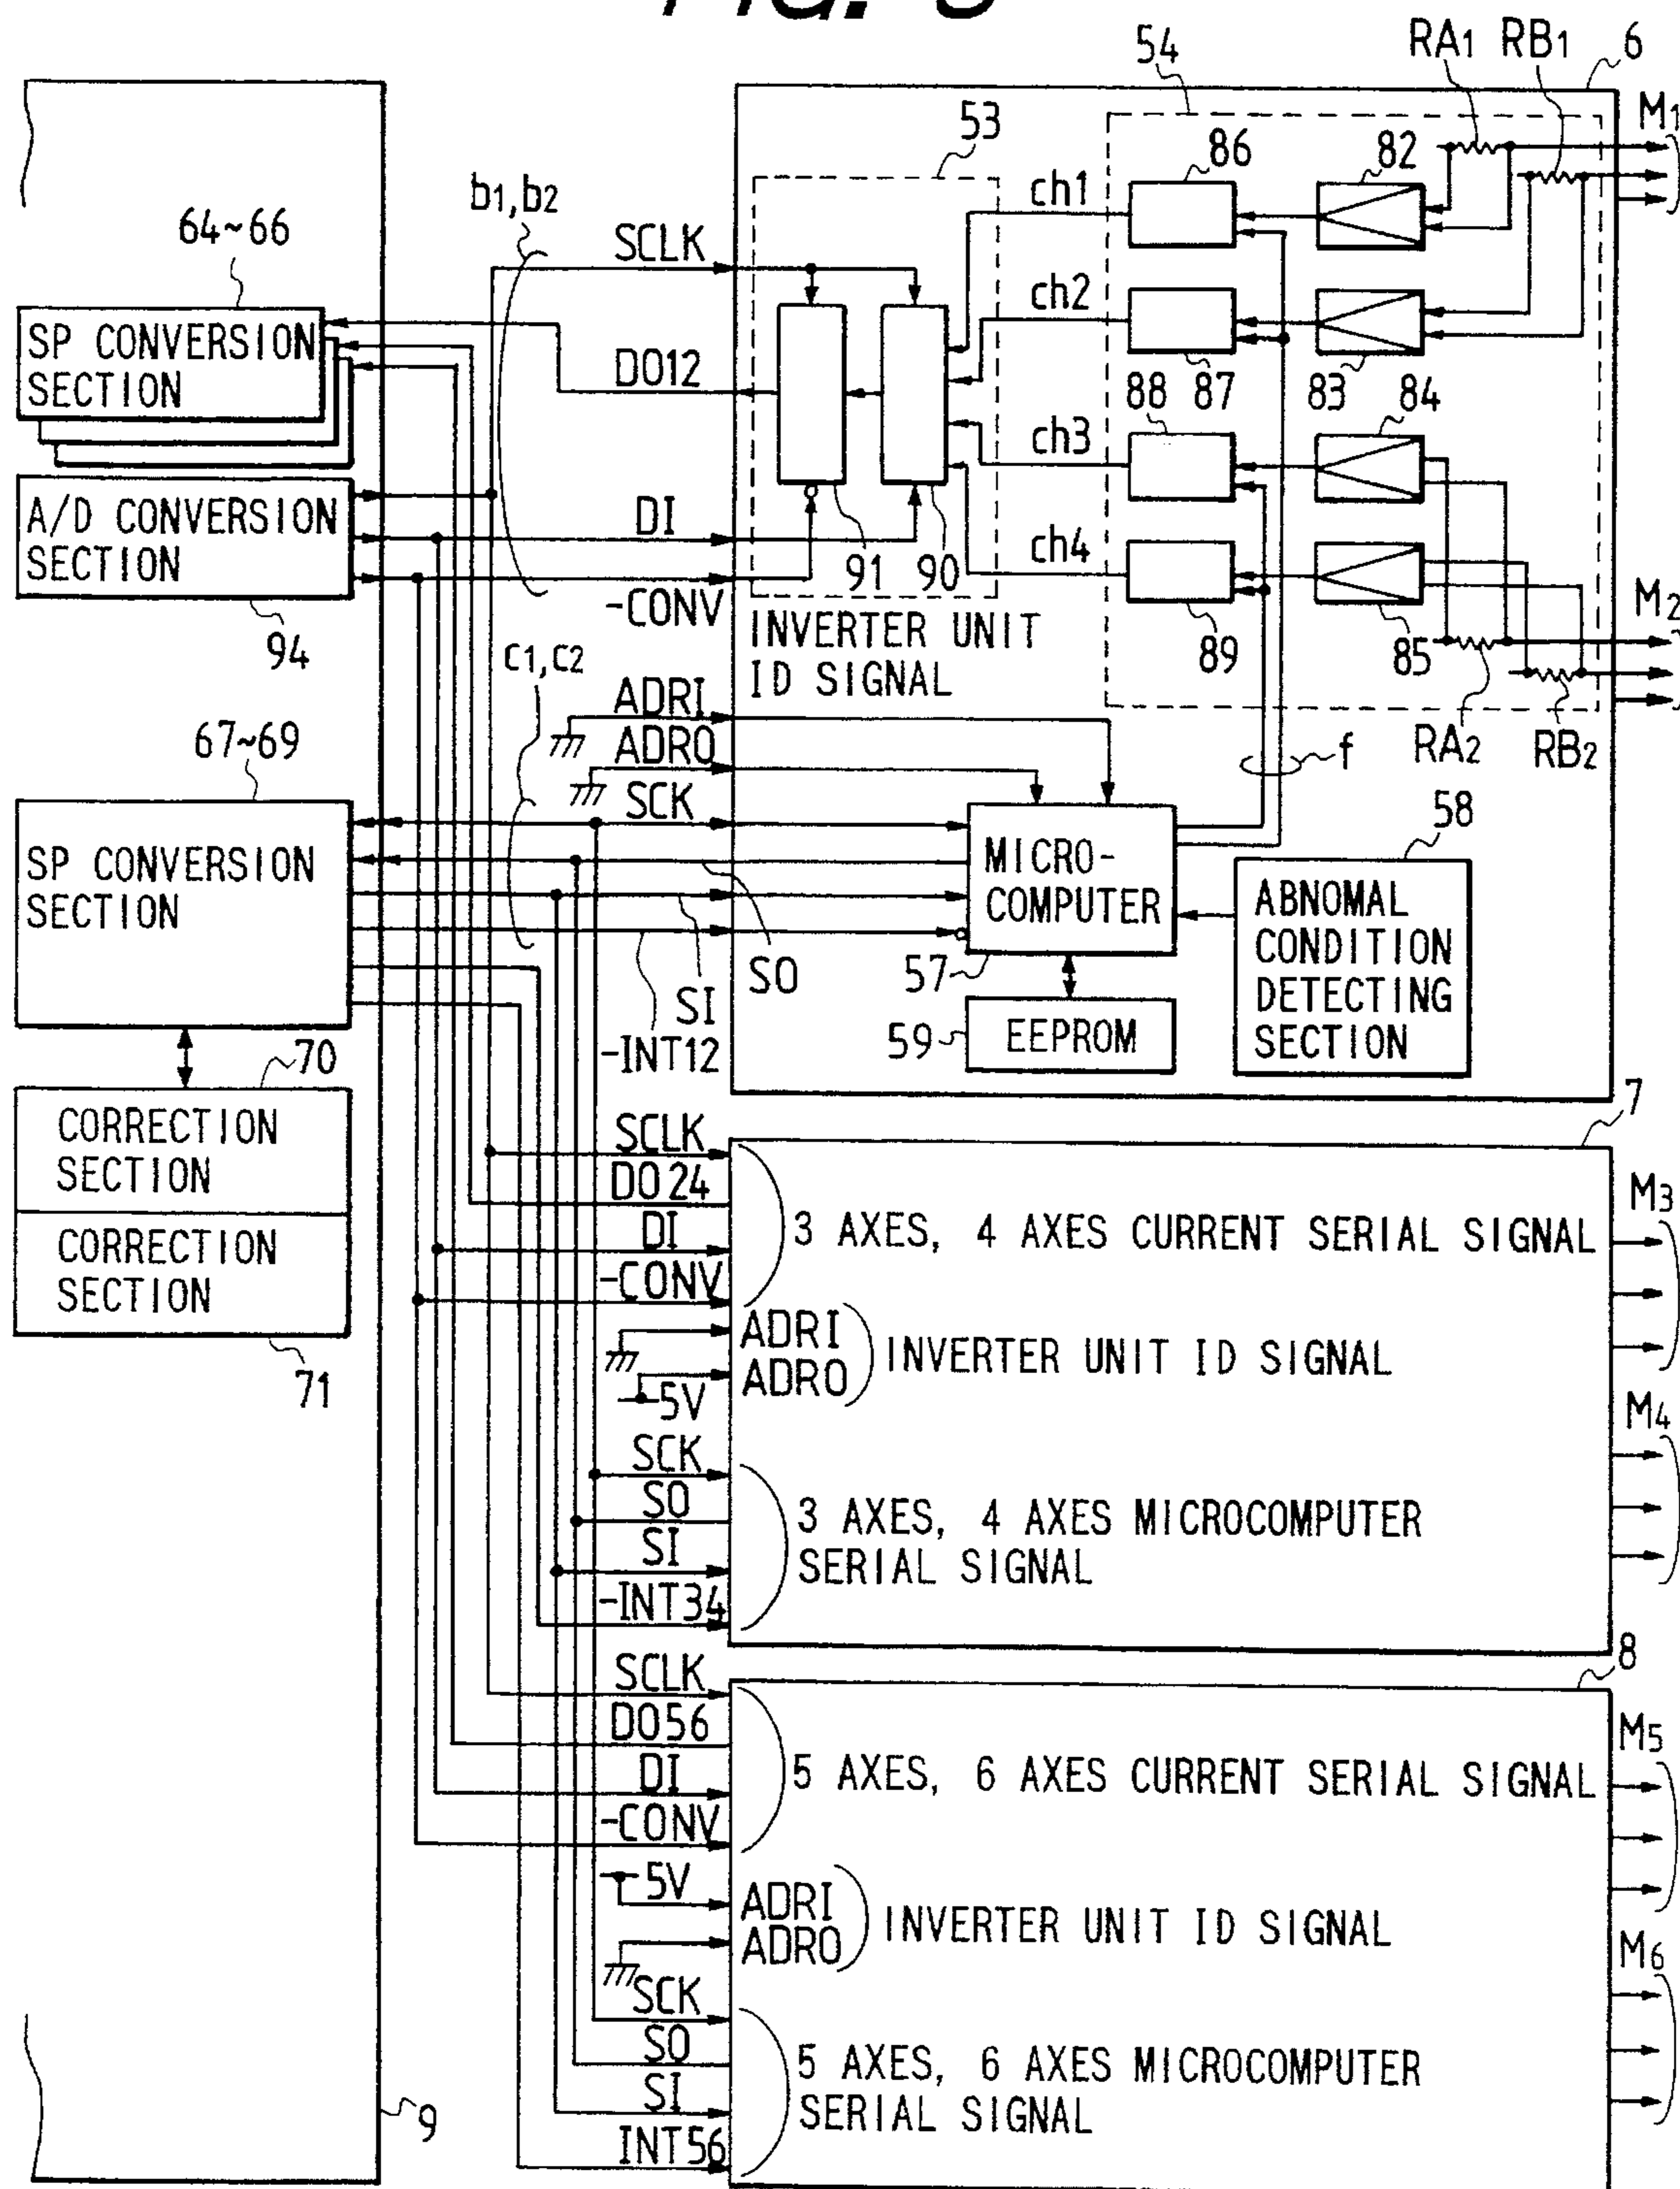 54
RA1 RB1
6
M1
53
86
82
b1,b2
ch1
64~66
SCLK
ch2
SP CONVERSION
SECTION
DO12
88
87
83
84
ch3
A/D CONVERSION
SECTION
DI
ch4
91
90
-CONV
94
INVERTER UNIT
ID SIGNAL
89
85
M2
c1,c2
ADRI
ADRO
67~69
f
RA2
RB2
SCK
58
SP CONVERSION
SECTION
MICRO-
COMPUTER
ABNOMAL
CONDITION
DETECTING
SECTION
57
SO
SI
-INT12
59
EEPROM
70
CORRECTION
SECTION
CORRECTION
SECTION
71
7
SCLK
DO24
DI
-CONV
3 AXES, 4 AXES CURRENT SERIAL SIGNAL
M3
ADRI
ADRO
INVERTER UNIT ID SIGNAL
5V
M4
SCK
SO
SI
-INT34
3 AXES, 4 AXES MICROCOMPUTER
SERIAL SIGNAL
8
SCLK
DO56
DI
-CONV
5 AXES, 6 AXES CURRENT SERIAL SIGNAL
M5
5V
ADRI
ADRO
INVERTER UNIT ID SIGNAL
M6
SCK
SO
SI
INT56
5 AXES, 6 AXES MICROCOMPUTER
SERIAL SIGNAL
9